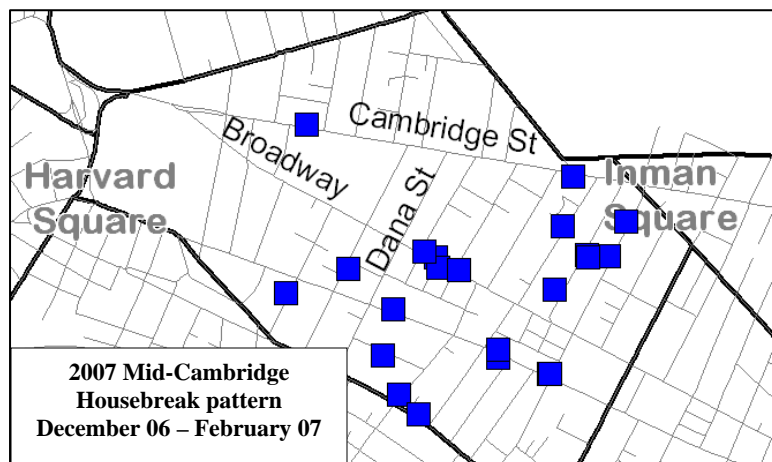 Cambridge St
Broadway
Dana St
Harvard
Square
Inman
Square
2007 Mid-Cambridge
Housebreak pattern
December 06 – February 07